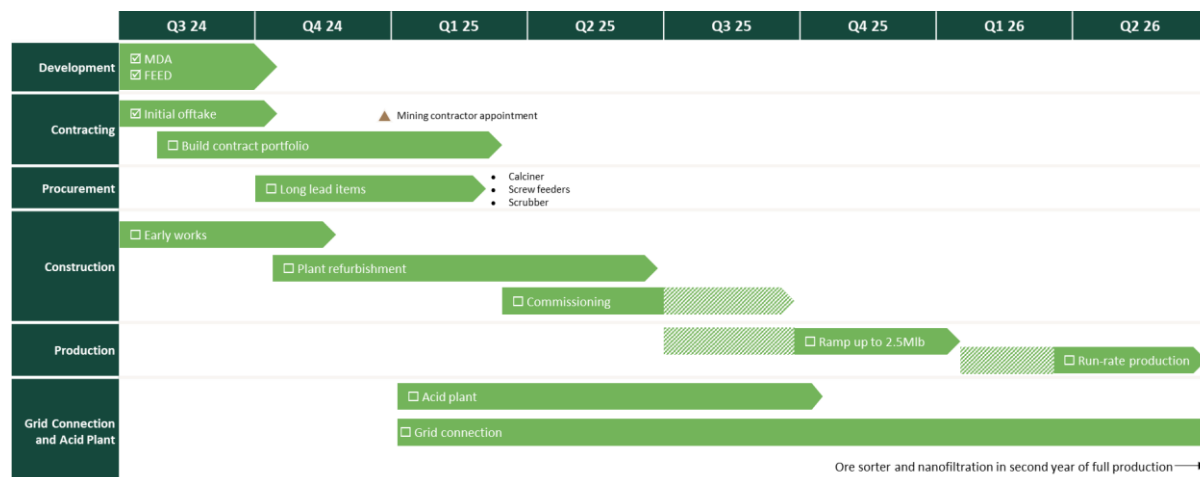 Q3 24 Q4 24 Q1 25 Q2 25 Q3 25 Q4 25 Q1 26 Q2 26
Development
☑ MDA
☑ FEED
Contracting
☑ Initial offtake
Mining contractor appointment
☐ Build contract portfolio
Procurement
☐ Long lead items
• Calciner
• Screw feeders
• Scrubber
Construction
☐ Early works
☐ Plant refurbishment
☐ Commissioning
Production
☐ Ramp up to 2.5Mlb
☐ Run-rate production
Grid Connection
and Acid Plant
☐ Acid plant
☐ Grid connection
Ore sorter and nanofiltration in second year of full production